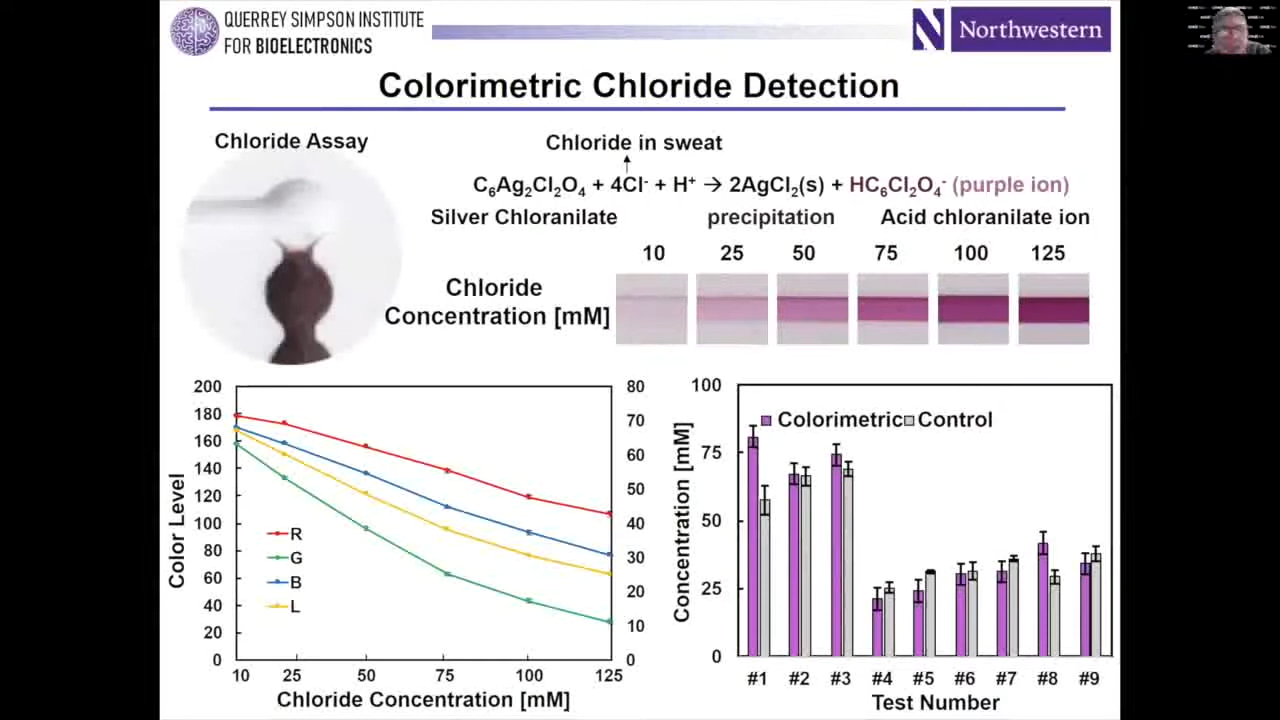 QUERREY SIMPSON INSTITUTE
FOR BIOELECTRONICS
N Northwestern
Colorimetric Chloride Detection
Chloride Assay
Chloride in sweat
C₆Ag₂Cl₂O₄ + 4Cl⁻ + H⁺ → 2AgCl₂(s) + HC₆Cl₂O₄⁻ (purple ion)
Silver Chloranilate precipitation Acid chloranilate ion
10 25 50 75 100 125
Chloride
Concentration [mM]
200
180
160
140
120
100
80
60
40
20
0
Color Level
R
G
B
L
80
70
60
50
40
30
20
10
0
10 25 50 75 100 125
Chloride Concentration [mM]
100
75
50
25
0
Concentration [mM]
Colorimetric Control
#1 #2 #3 #4 #5 #6 #7 #8 #9
Test Number